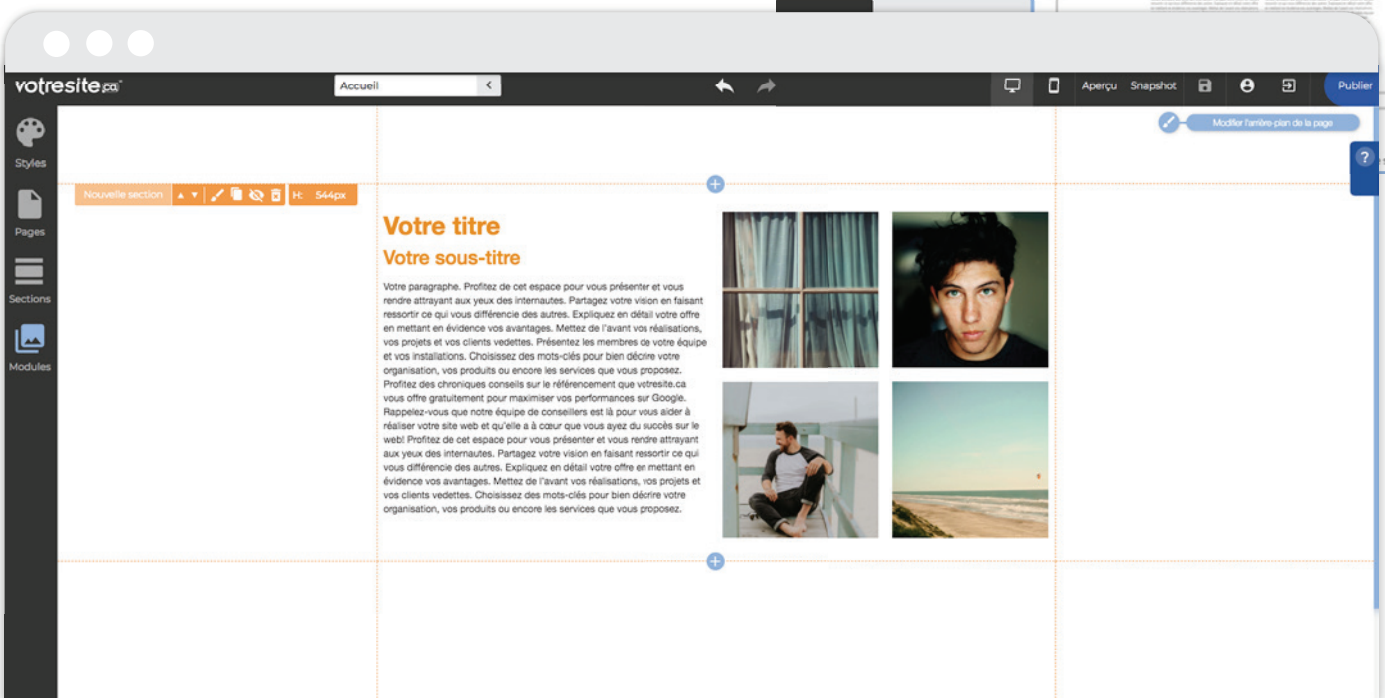 votresite.ca
Accueil
Aperçu
Snapshot
Publier
Modifier l'arrière-plan de la page
?
Styles
Pages
Sections
Modules
Nouvelle section
H: 544px
Votre titre
Votre sous-titre
Votre paragraphe. Profitez de cet espace pour vous présenter et vous
rendre attrayant aux yeux des internautes. Partagez votre vision en faisant
ressortir ce qui vous différencie des autres. Expliquez en détail votre offre
en mettant en évidence vos avantages. Mettez de l'avant vos réalisations,
vos projets et vos clients vedettes. Présentez les membres de votre équipe
et vos installations. Choisissez des mots-clés pour bien décrire votre
organisation, vos produits ou encore les services que vous proposez.
Profitez des chroniques conseils sur le référencement que votresite.ca
vous offre gratuitement pour maximiser vos performances sur Google.
Rappelez-vous que notre équipe de conseillers est là pour vous aider à
réaliser votre site web et qu'elle a à cœur que vous ayez du succès sur le
web! Profitez de cet espace pour vous présenter et vous rendre attrayant
aux yeux des internautes. Partagez votre vision en faisant ressortir ce qui
vous différencie des autres. Expliquez en détail votre offre en mettant en
évidence vos avantages. Mettez de l'avant vos réalisations, vos projets et
vos clients vedettes. Choisissez des mots-clés pour bien décrire votre
organisation, vos produits ou encore les services que vous proposez.